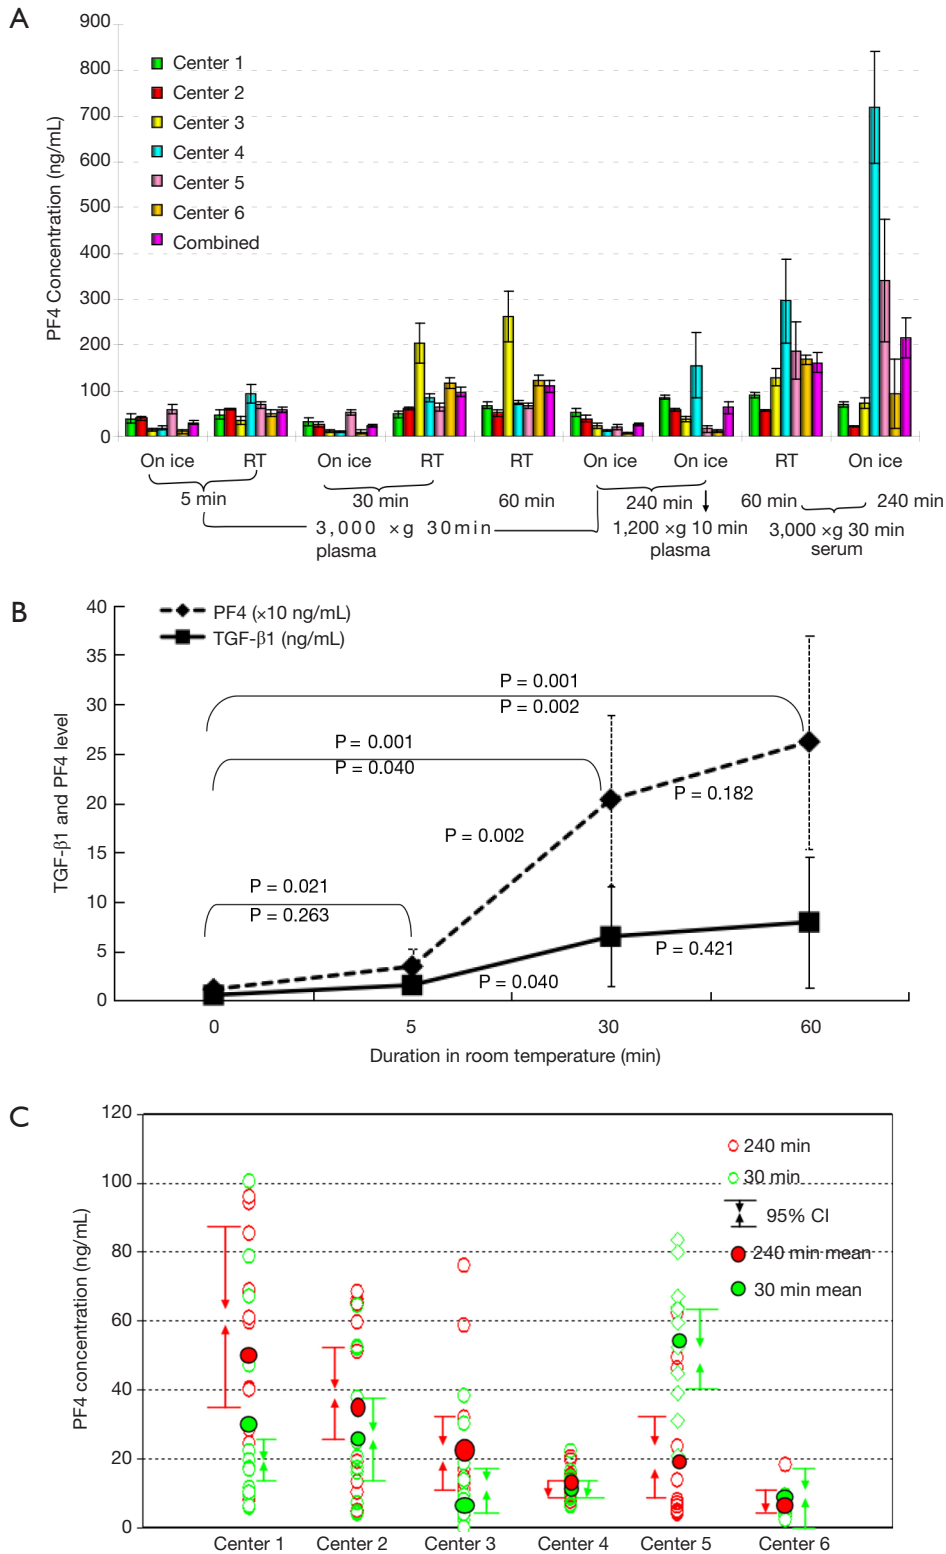 A
900
800
700
600
500
400
300
200
100
0
PF4 Concentration (ng/mL)
Center 1
Center 2
Center 3
Center 4
Center 5
Center 6
Combined
On ice RT On ice RT RT On ice On ice RT On ice
5 min 30 min 60 min 240 min 60 min 240 min
3,000 ×g 30min 1,200 ×g 10 min 3,000 ×g 30 min
plasma plasma serum
B
40
35
30
25
20
15
10
5
0
TGF-β1 and PF4 level
PF4 (×10 ng/mL)
TGF-β1 (ng/mL)
P = 0.001
P = 0.002
P = 0.001
P = 0.040
P = 0.182
P = 0.002
P = 0.021
P = 0.263
P = 0.421
P = 0.040
0 5 30 60
Duration in room temperature (min)
C
120
100
80
60
40
20
0
PF4 concentration (ng/mL)
240 min
30 min
95% CI
240 min mean
30 min mean
Center 1 Center 2 Center 3 Center 4 Center 5 Center 6